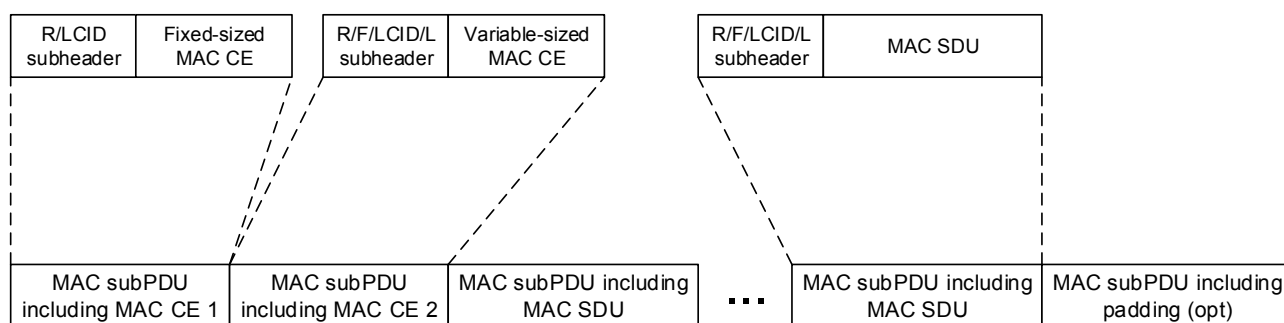 R/LCID
subheader
Fixed-sized
MAC CE
R/F/LCID/L
subheader
Variable-sized
MAC CE
R/F/LCID/L
subheader
MAC SDU
MAC subPDU
including MAC CE 1
MAC subPDU
including MAC CE 2
MAC subPDU including
MAC SDU
...
MAC subPDU including
MAC SDU
MAC subPDU including
padding (opt)